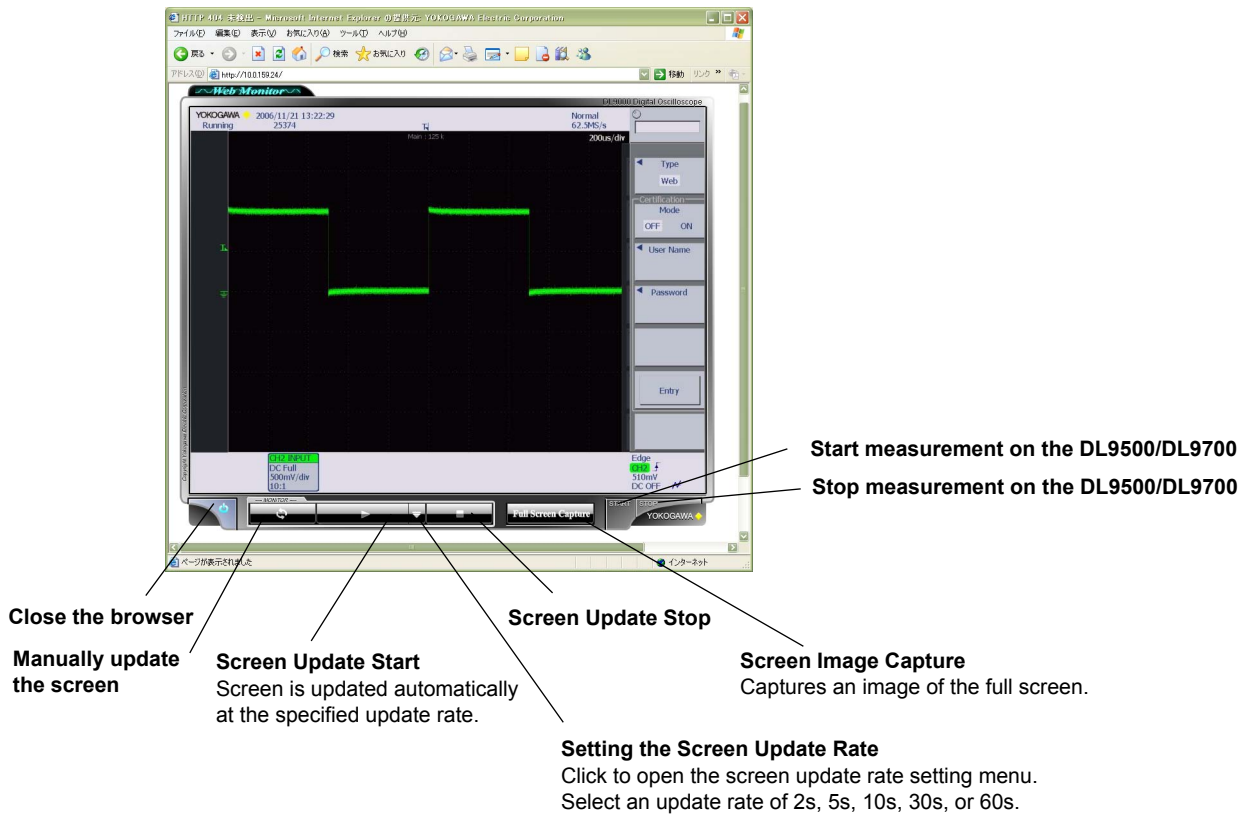 HTTP 404 未検出 - Microsoft Internet Explorer の提供元: YOKOGAWA Electric Corporation
ファイル(F) 編集(E) 表示(V) お気に入り(A) ツール(T) ヘルプ(H)
戻る 検索 お気に入り
アドレス(D) http://10.0.159.24/ 移動 リンク
Web Monitor
DL9000 Digital Oscilloscope
YOKOGAWA 2006/11/21 13:22:29 Normal
Running 25374 62.5MS/s
Main : 125 k 200us/div
Type
Web
Certification
Mode
OFF ON
User Name
Password
Entry
CH2 INPUT
DC Full
500mV/div
10:1
Edge
CH2
510mV
DC OFF
MONITOR
Full Screen Capture
START STOP
YOKOGAWA
ページが表示されました インターネット
Start measurement on the DL9500/DL9700
Stop measurement on the DL9500/DL9700
Close the browser
Manually update
the screen
Screen Update Start
Screen is updated automatically
at the specified update rate.
Screen Update Stop
Screen Image Capture
Captures an image of the full screen.
Setting the Screen Update Rate
Click to open the screen update rate setting menu.
Select an update rate of 2s, 5s, 10s, 30s, or 60s.